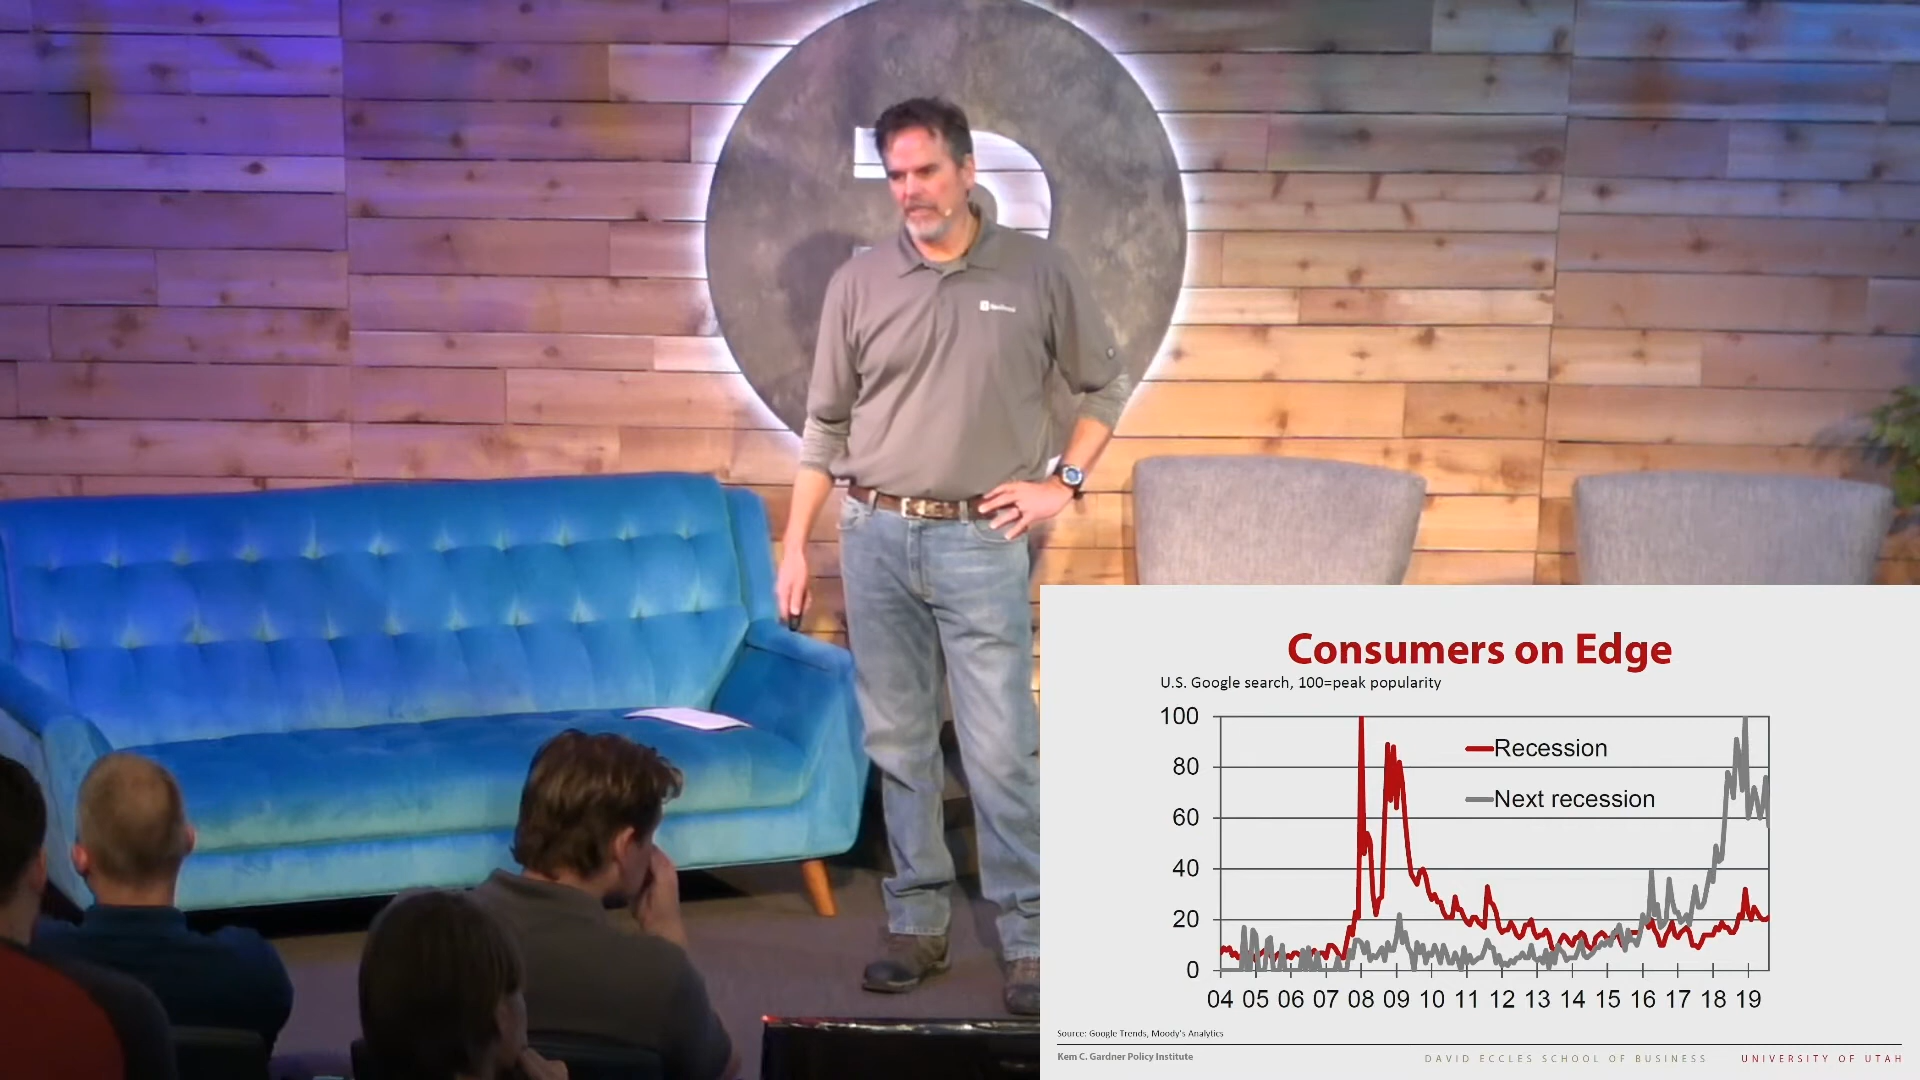 Consumers on Edge
U.S. Google search, 100=peak popularity
100
80
60
40
20
0
Recession
Next recession
04 05 06 07 08 09 10 11 12 13 14 15 16 17 18 19
Source: Google Trends, Moody's Analytics
Kem C. Gardner Policy Institute
DAVID ECCLES SCHOOL OF BUSINESS
UNIVERSITY OF UTAH